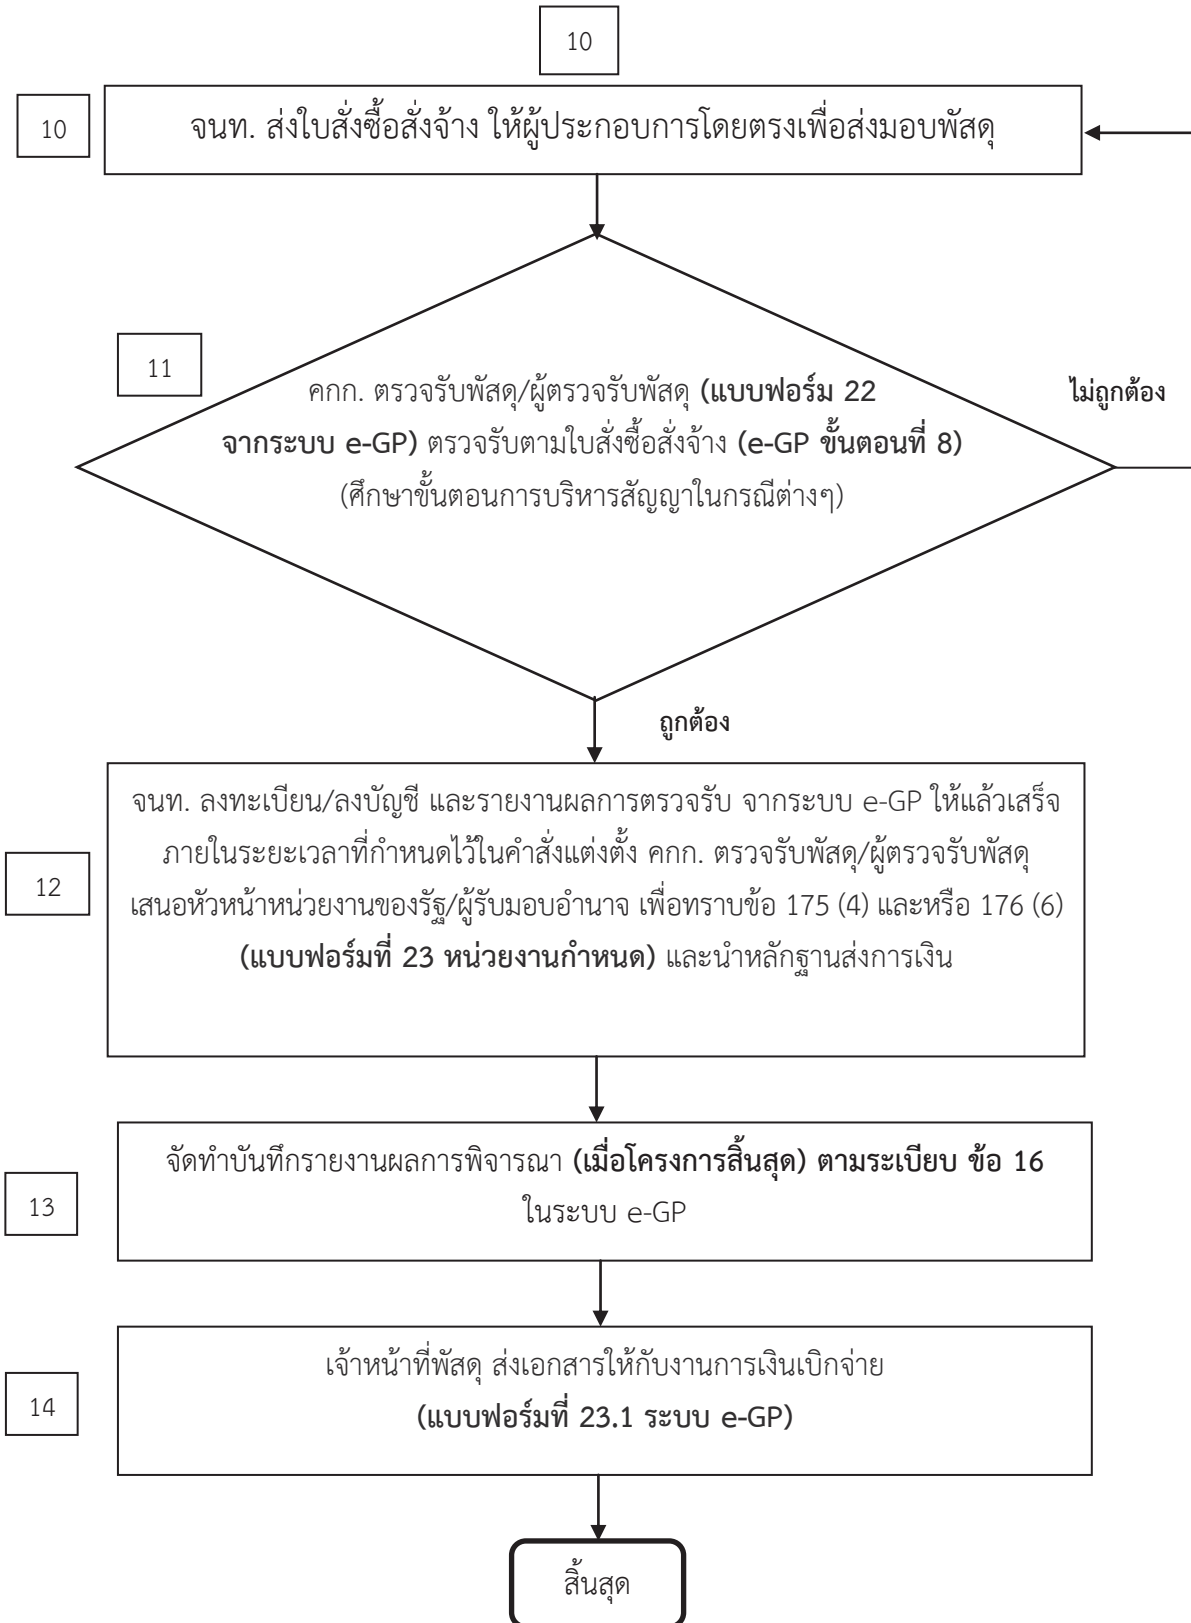 10
10
จนท. ส่งใบสั่งซื้อสั่งจ้าง ให้ผู้ประกอบการโดยตรงเพื่อส่งมอบพัสดุ
11
คกก. ตรวจรับพัสดุ/ผู้ตรวจรับพัสดุ (แบบฟอร์ม 22
จากระบบ e-GP) ตรวจรับตามใบสั่งซื้อสั่งจ้าง (e-GP ขั้นตอนที่ 8)
(ศึกษาขั้นตอนการบริหารสัญญาในกรณีต่างๆ)
ไม่ถูกต้อง
ถูกต้อง
12
จนท. ลงทะเบียน/ลงบัญชี และรายงานผลการตรวจรับ จากระบบ e-GP ให้แล้วเสร็จ
ภายในระยะเวลาที่กำหนดไว้ในคำสั่งแต่งตั้ง คกก. ตรวจรับพัสดุ/ผู้ตรวจรับพัสดุ
เสนอหัวหน้าหน่วยงานของรัฐ/ผู้รับมอบอำนาจ เพื่อทราบข้อ 175 (4) และหรือ 176 (6)
(แบบฟอร์มที่ 23 หน่วยงานกำหนด) และนำหลักฐานส่งการเงิน
13
จัดทำบันทึกรายงานผลการพิจารณา (เมื่อโครงการสิ้นสุด) ตามระเบียบ ข้อ 16
ในระบบ e-GP
14
เจ้าหน้าที่พัสดุ ส่งเอกสารให้กับงานการเงินเบิกจ่าย
(แบบฟอร์มที่ 23.1 ระบบ e-GP)
สิ้นสุด